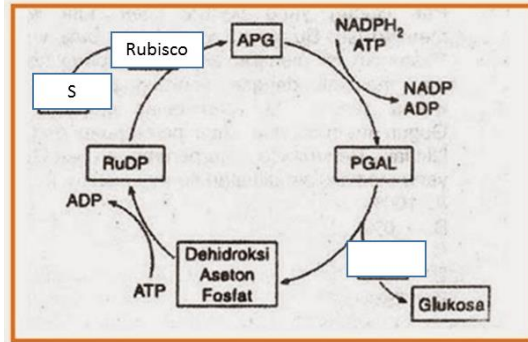 NADPH2
ATP
APG
Rubisco
S
NADP
ADP
RuDP
PGAL
ADP
ATP
Dehidroksi
Aseton
Fosfat
Glukosa